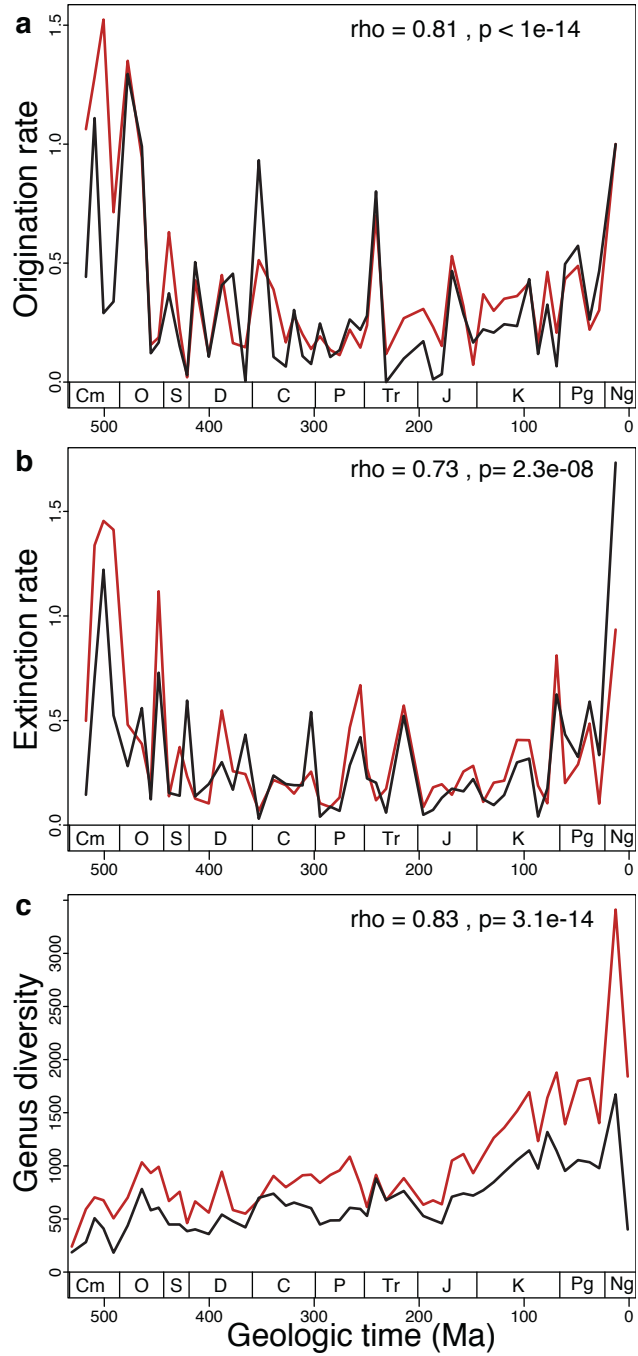 a
rho = 0.81 , p < 1e-14
Origination rate
1.5
1.0
0.5
0.0
Cm O S D C P Tr J K Pg Ng
500 400 300 200 100 0
b
rho = 0.73 , p= 2.3e-08
Extinction rate
1.5
1.0
0.5
0.0
Cm O S D C P Tr J K Pg Ng
500 400 300 200 100 0
c
rho = 0.83 , p= 3.1e-14
Genus diversity
3000
2500
2000
1500
1000
500
0
Cm O S D C P Tr J K Pg Ng
500 400 300 200 100 0
Geologic time (Ma)